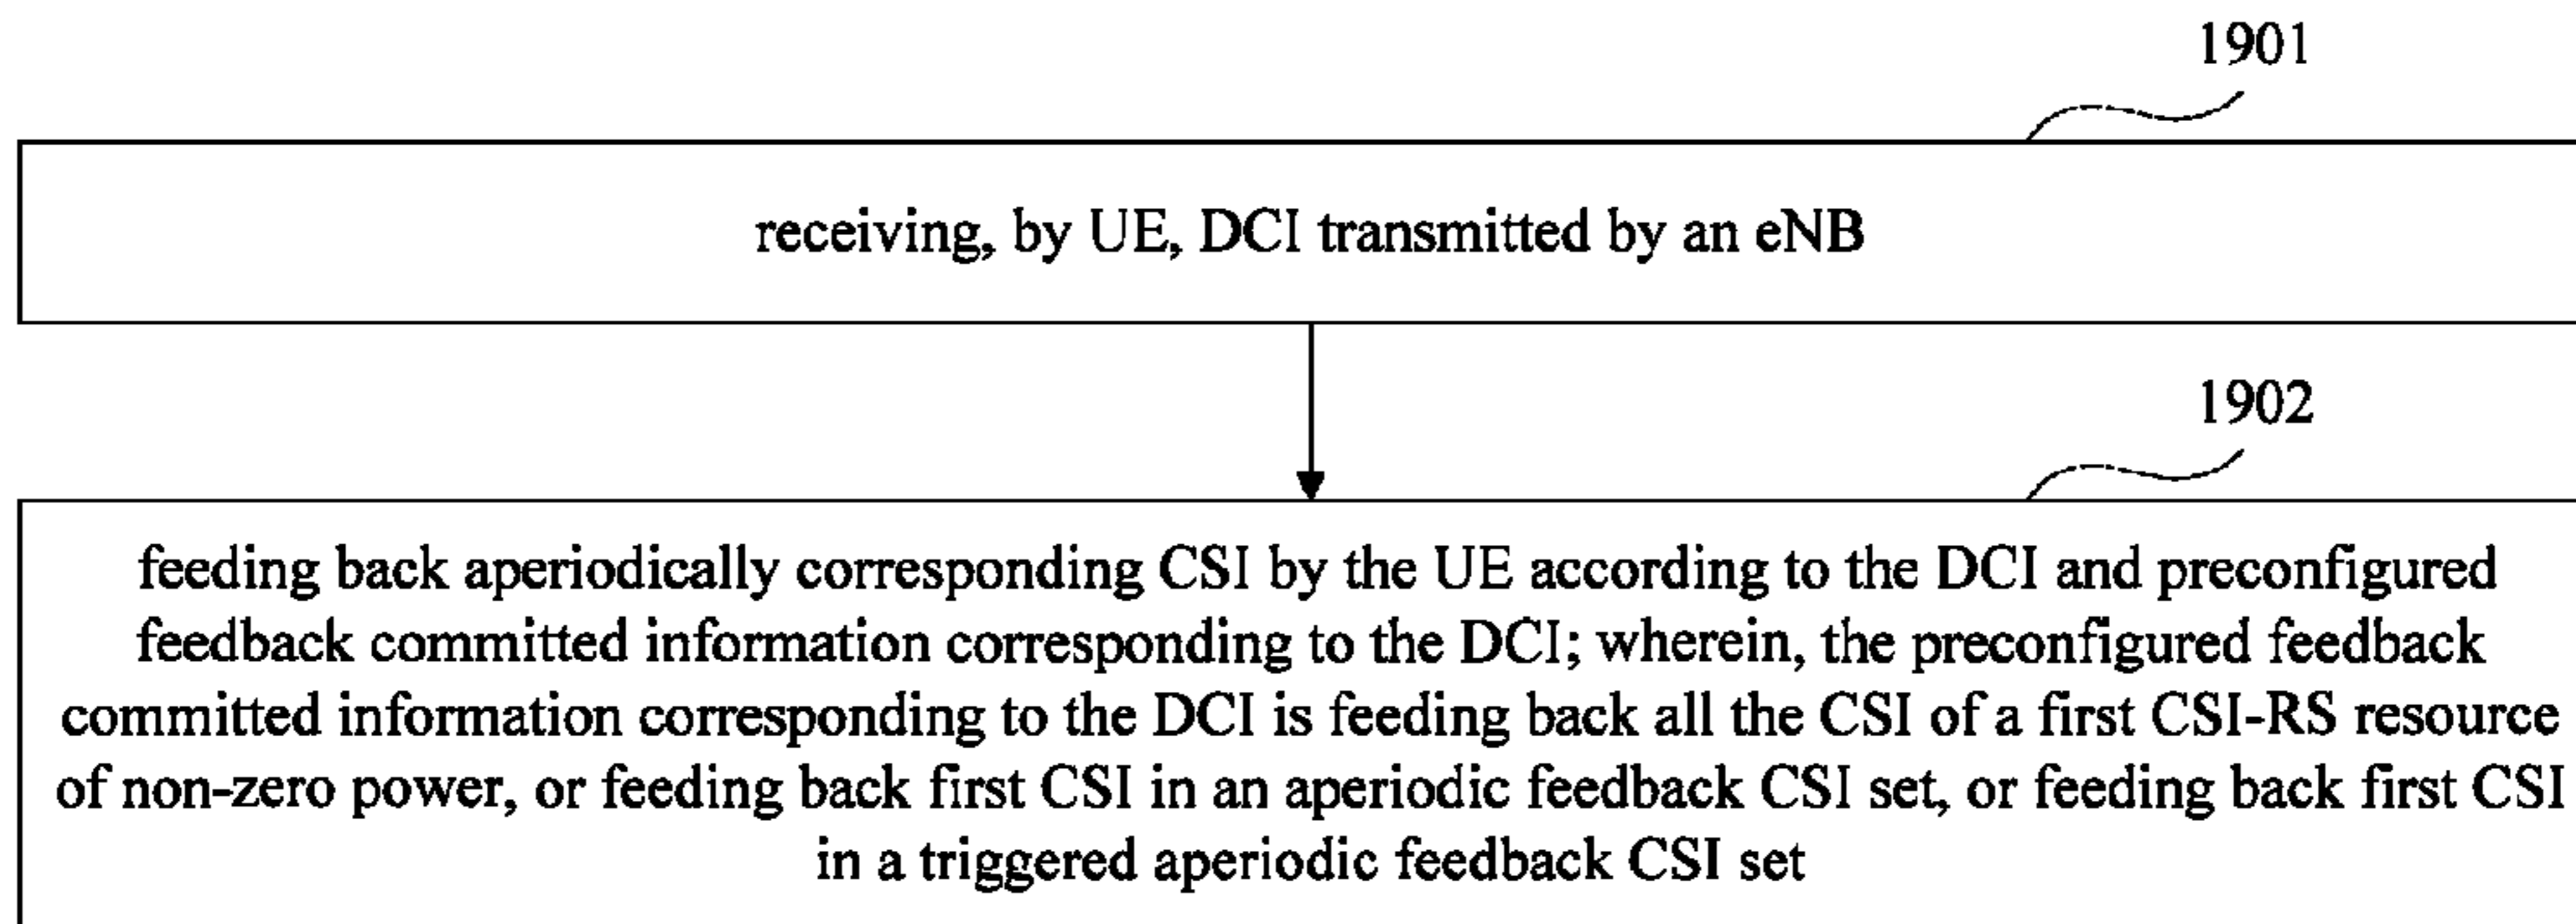 1901
receiving, by UE, DCI transmitted by an eNB
1902
feeding back aperiodically corresponding CSI by the UE according to the DCI and preconfigured
feedback committed information corresponding to the DCI; wherein, the preconfigured feedback
committed information corresponding to the DCI is feeding back all the CSI of a first CSI-RS resource
of non-zero power, or feeding back first CSI in an aperiodic feedback CSI set, or feeding back first CSI
in a triggered aperiodic feedback CSI set